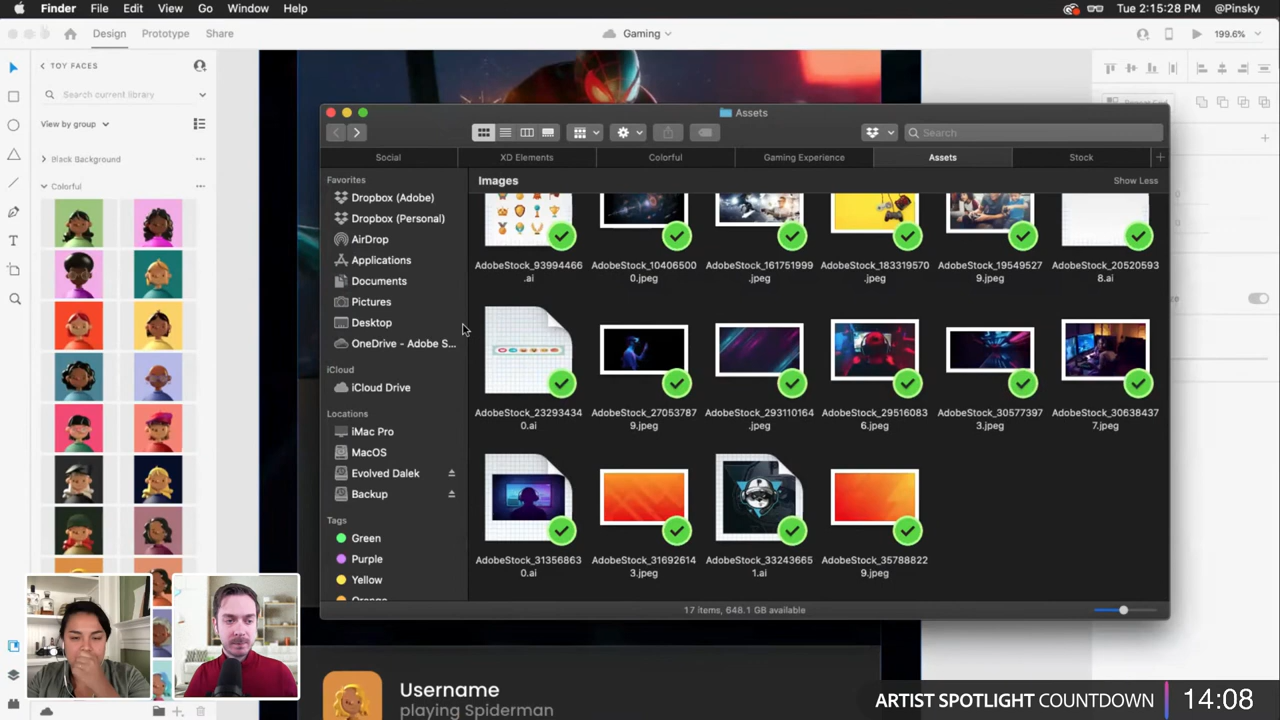 Finder File Edit View Go Window Help
Tue 2:15:28 PM @Pinsky
Design Prototype Share
Gaming
199.6%
TOY FACES
Search current library
View by group
Black Background
Colorful
Assets
Search
Social XD Elements Colorful Gaming Experience Assets Stock
Favorites
Dropbox (Adobe)
Dropbox (Personal)
AirDrop
Applications
Documents
Pictures
Desktop
OneDrive - Adobe S...
iCloud
iCloud Drive
Locations
iMac Pro
MacOS
Evolved Dalek
Backup
Tags
Green
Purple
Yellow
Images
Show Less
AdobeStock_93994466
.ai
AdobeStock_10406500
0.jpeg
AdobeStock_161751999
.jpeg
AdobeStock_183319570
.jpeg
AdobeStock_19549527
9.jpeg
AdobeStock_20520593
8.ai
AdobeStock_23293434
0.ai
AdobeStock_27053787
9.jpeg
AdobeStock_293110164
.jpeg
AdobeStock_29516083
6.jpeg
AdobeStock_30577397
3.jpeg
AdobeStock_30638437
7.jpeg
AdobeStock_31356863
0.ai
AdobeStock_31692614
3.jpeg
AdobeStock_33243665
1.ai
AdobeStock_35788822
9.jpeg
17 items, 648.1 GB available
Username
playing Spiderman
ARTIST SPOTLIGHT COUNTDOWN 14:08